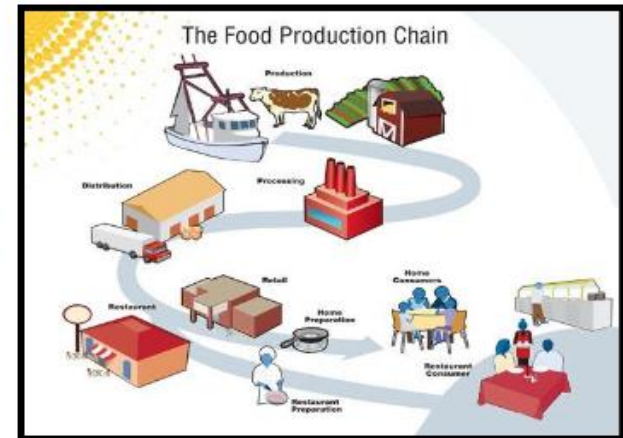 The Food Production Chain
Production
Processing
Distribution
Retail
Restaurant
Home
Preparation
Home
Consumers
Restaurant
Preparation
Restaurant
Consumer